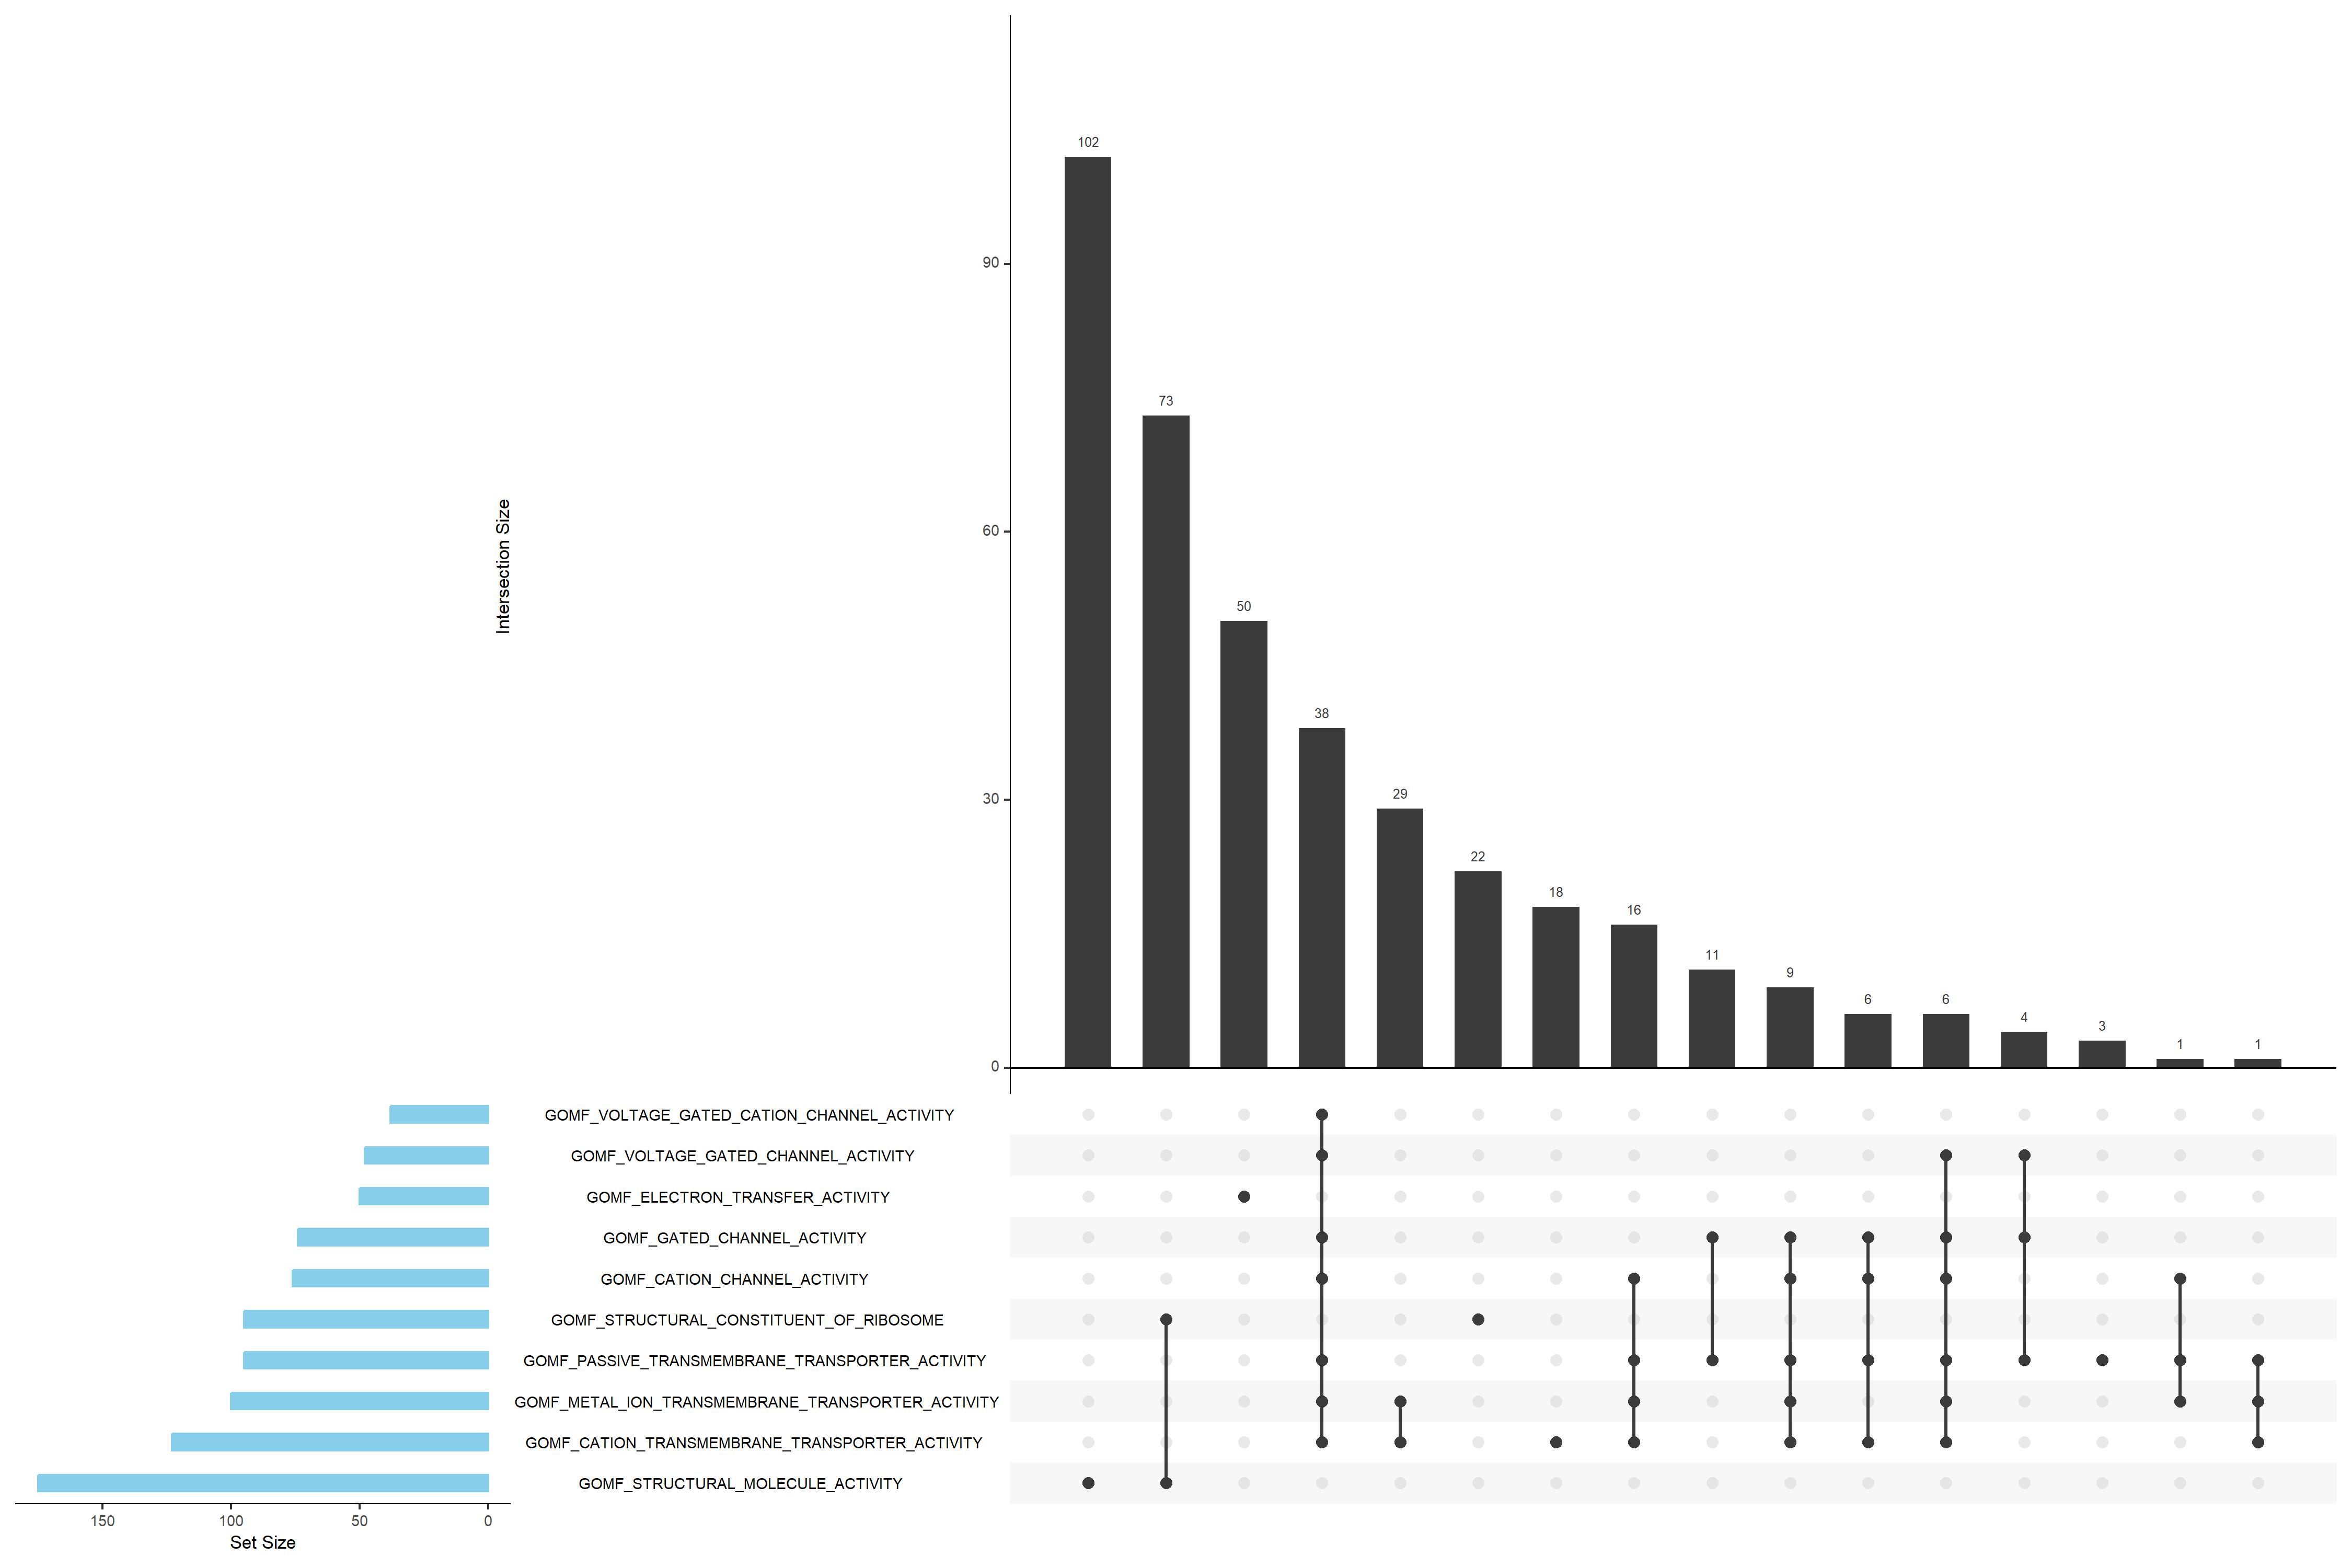 102
73
50
38
29
22
18
16
11
9
6
6
4
3
1
1
90
60
30
0
Intersection Size
GOMF_VOLTAGE_GATED_CATION_CHANNEL_ACTIVITY
GOMF_VOLTAGE_GATED_CHANNEL_ACTIVITY
GOMF_ELECTRON_TRANSFER_ACTIVITY
GOMF_GATED_CHANNEL_ACTIVITY
GOMF_CATION_CHANNEL_ACTIVITY
GOMF_STRUCTURAL_CONSTITUENT_OF_RIBOSOME
GOMF_PASSIVE_TRANSMEMBRANE_TRANSPORTER_ACTIVITY
GOMF_METAL_ION_TRANSMEMBRANE_TRANSPORTER_ACTIVITY
GOMF_CATION_TRANSMEMBRANE_TRANSPORTER_ACTIVITY
GOMF_STRUCTURAL_MOLECULE_ACTIVITY
150 100 50 0
Set Size